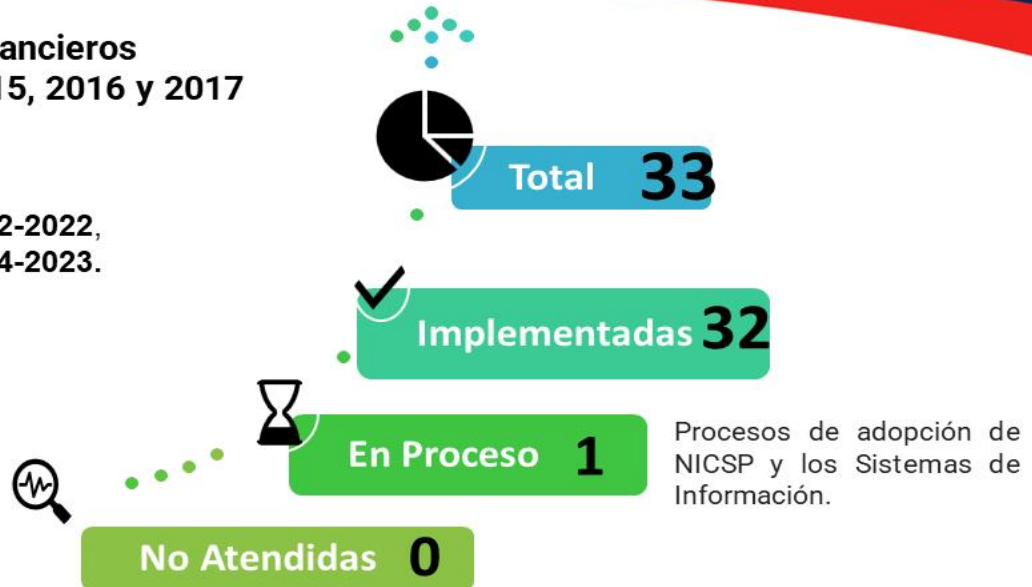 ancieros
15, 2016 y 2017
2-2022,
4-2023.
Total 33
Implementadas 32
En Proceso 1
Procesos de adopción de
NICSP y los Sistemas de
Información.
No Atendidas 0